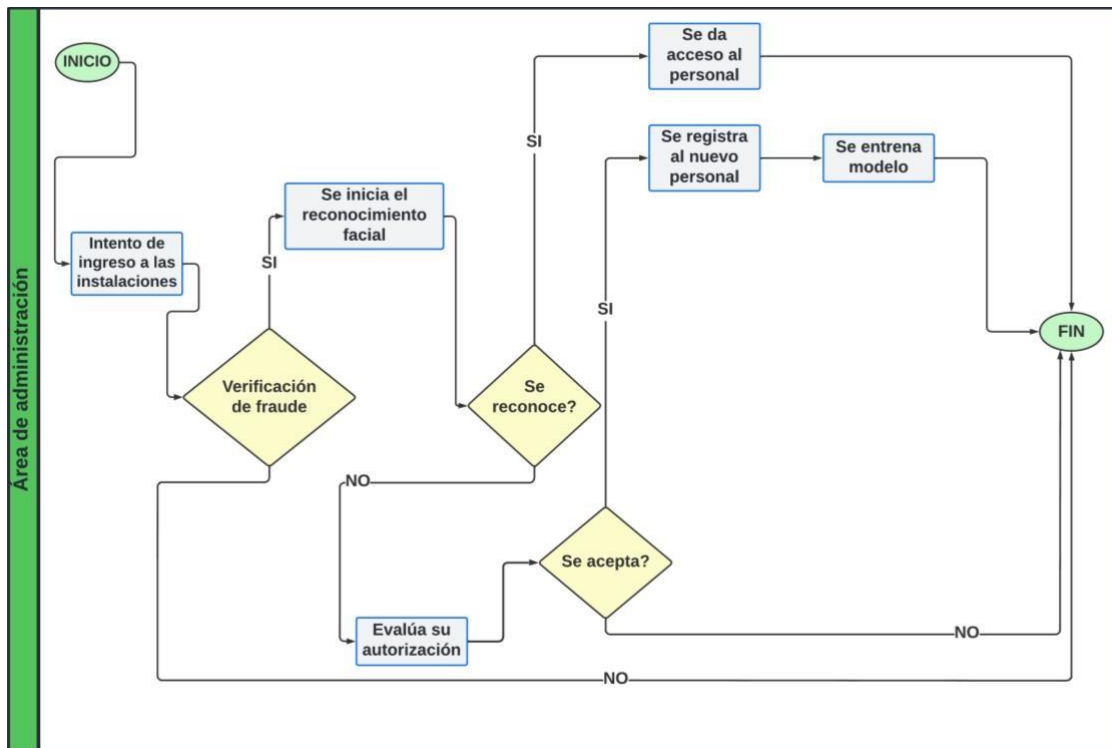 Área de administración
INICIO
Intento de
ingreso a las
instalaciones
Verificación
de fraude
SI
Se inicia el
reconocimiento
facial
Se
reconoce?
SI
Se da
acceso al
personal
NO
Evalúa su
autorización
Se acepta?
SI
Se registra
al nuevo
personal
Se entrena
modelo
NO
NO
FIN